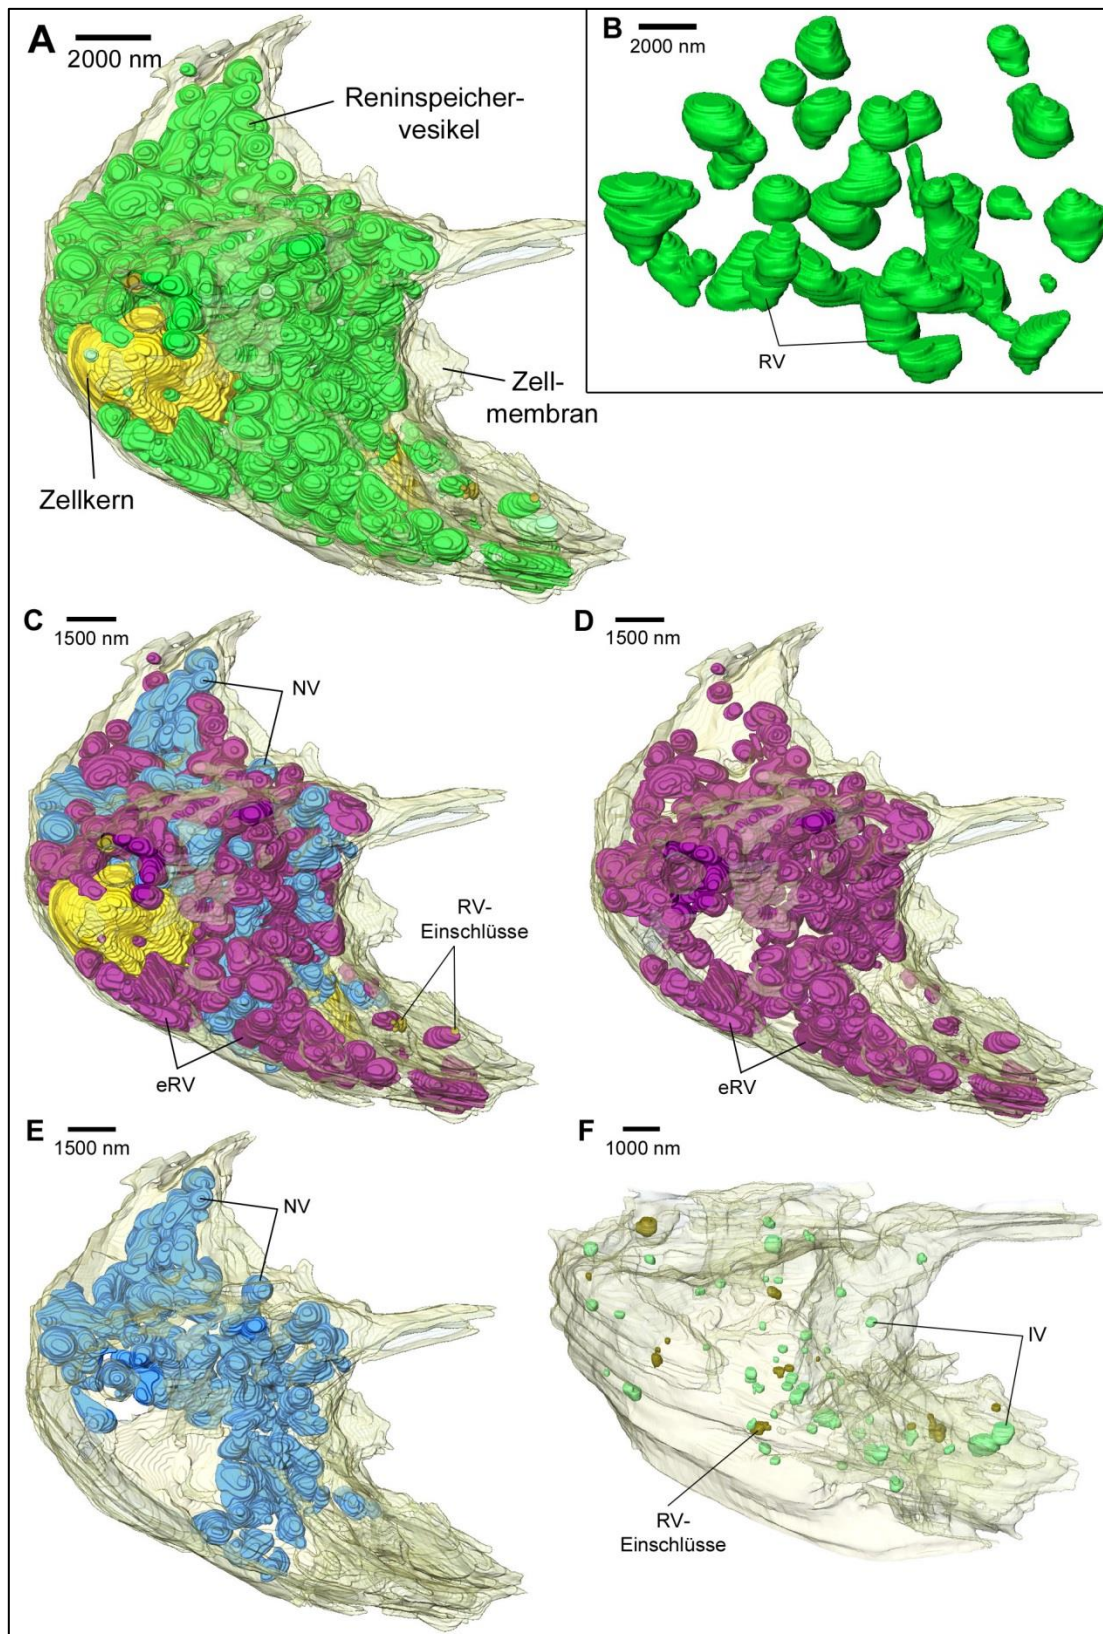 A
2000 nm
Reninspeicher-
vesikel
Zell-
membran
Zellkern
B
2000 nm
RV
C
1500 nm
NV
RV-
Einschlüsse
eRV
D
1500 nm
eRV
E
1500 nm
NV
F
1000 nm
IV
RV-
Einschlüsse